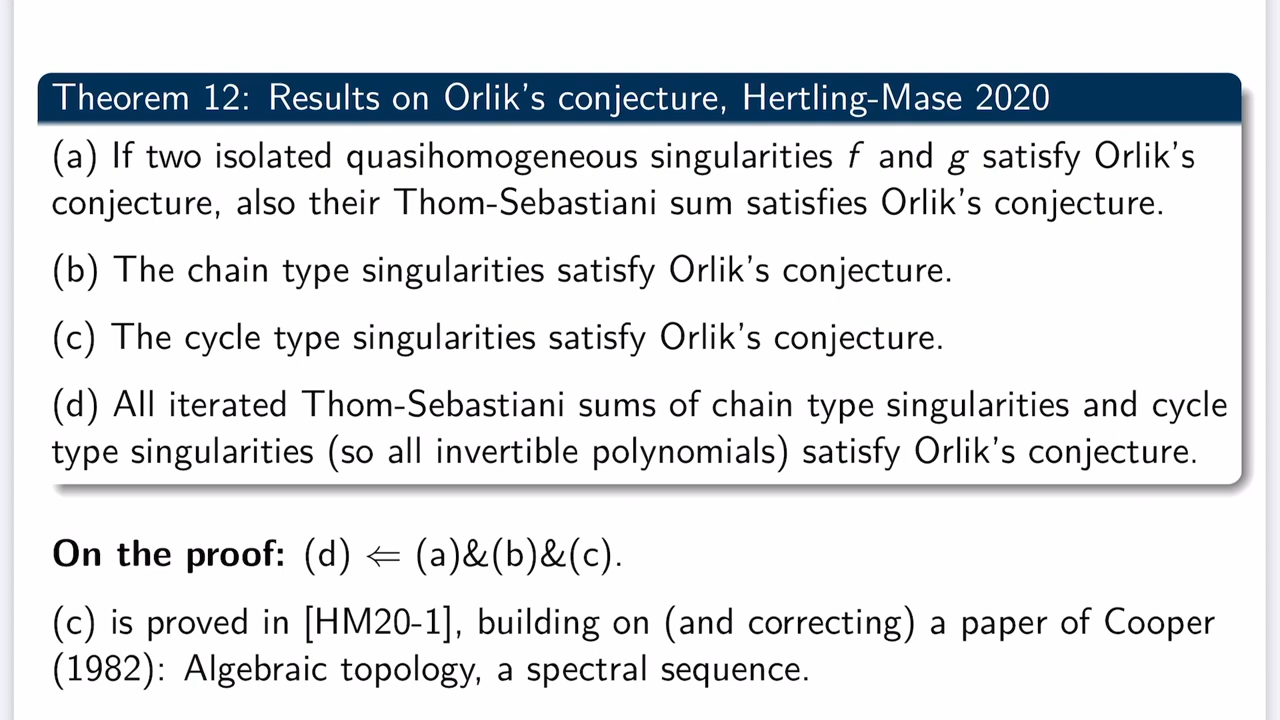 Theorem 12: Results on Orlik's conjecture, Hertling-Mase 2020
(a) If two isolated quasihomogeneous singularities f and g satisfy Orlik's
conjecture, also their Thom-Sebastiani sum satisfies Orlik's conjecture.
(b) The chain type singularities satisfy Orlik's conjecture.
(c) The cycle type singularities satisfy Orlik's conjecture.
(d) All iterated Thom-Sebastiani sums of chain type singularities and cycle
type singularities (so all invertible polynomials) satisfy Orlik's conjecture.
On the proof: (d) ⇐ (a)&(b)&(c).
(c) is proved in [HM20-1], building on (and correcting) a paper of Cooper
(1982): Algebraic topology, a spectral sequence.